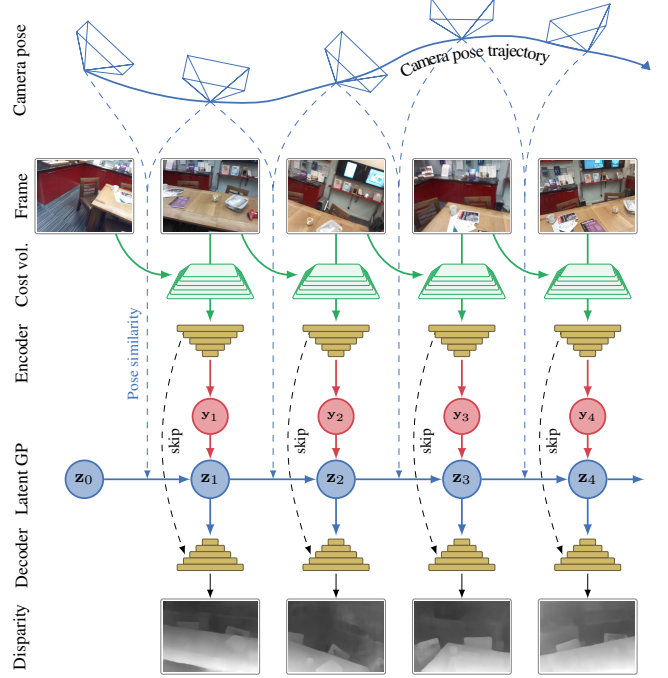 Camera pose
Camera pose trajectory
Frame
Cost vol.
Pose similarity
Encoder
skip
skip
skip
skip
y₁
y₂
y₃
y₄
Latent GP
z₀
z₁
z₂
z₃
z₄
Decoder
Disparity